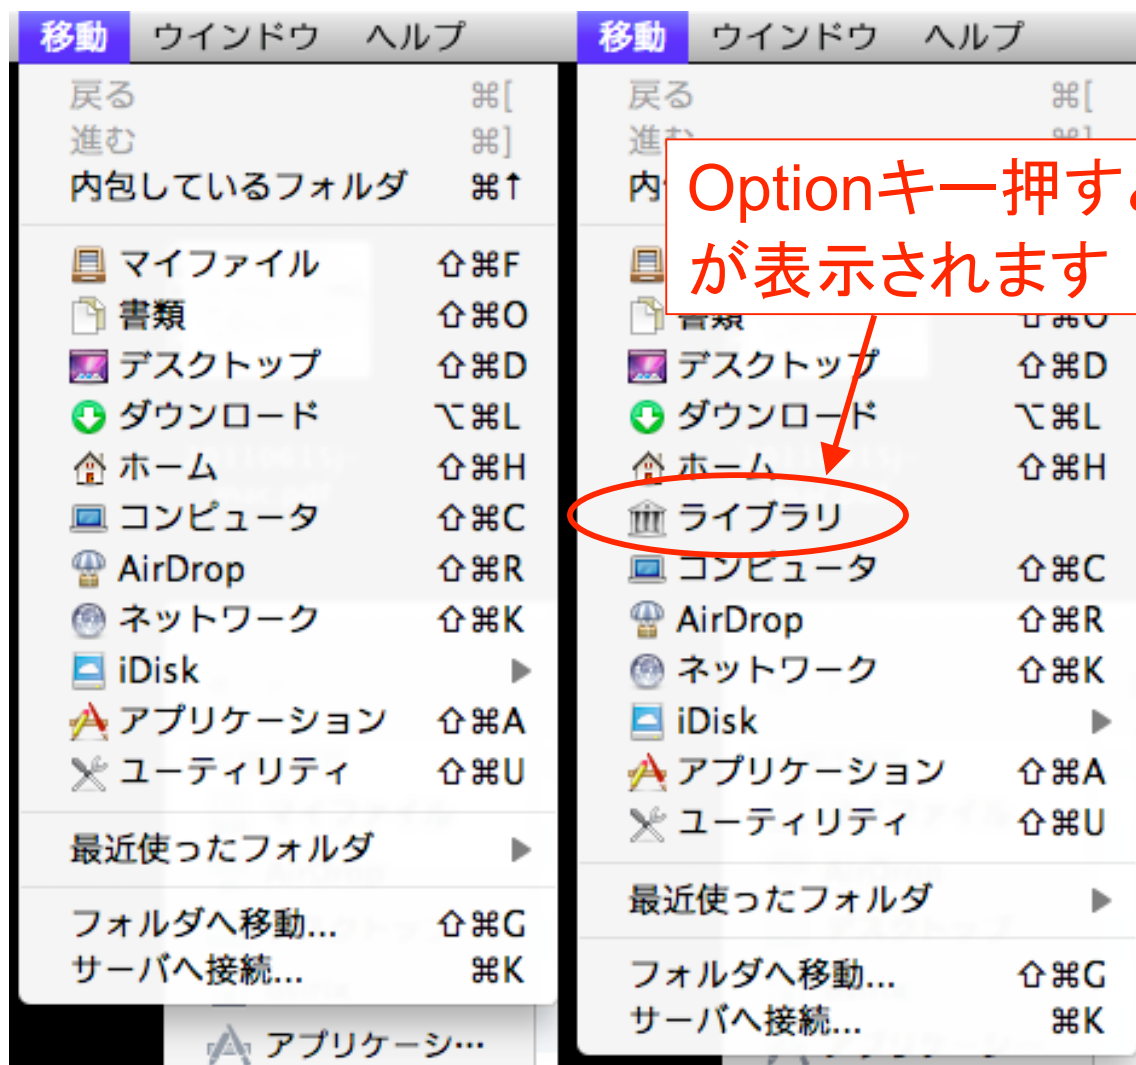 移動 ウインドウ ヘルプ
戻る ⌘[
進む ⌘]
内包しているフォルダ ⌘↑
マイファイル ⇧⌘F
書類 ⇧⌘O
デスクトップ ⇧⌘D
ダウンロード ⌥⌘L
ホーム ⇧⌘H
コンピュータ ⇧⌘C
AirDrop ⇧⌘R
ネットワーク ⇧⌘K
iDisk ▶
アプリケーション ⇧⌘A
ユーティリティ ⇧⌘U
最近使ったフォルダ ▶
フォルダへ移動... ⇧⌘G
サーバへ接続... ⌘K
アプリケーシ…
移動 ウインドウ ヘルプ
戻る ⌘[
進む ⌘]
内
Optionキー押すと
が表示されます
書類 ⇧⌘O
デスクトップ ⇧⌘D
ダウンロード ⌥⌘L
ホーム ⇧⌘H
ライブラリ
コンピュータ ⇧⌘C
AirDrop ⇧⌘R
ネットワーク ⇧⌘K
iDisk ▶
アプリケーション ⇧⌘A
ユーティリティ ⇧⌘U
最近使ったフォルダ ▶
フォルダへ移動... ⇧⌘G
サーバへ接続... ⌘K